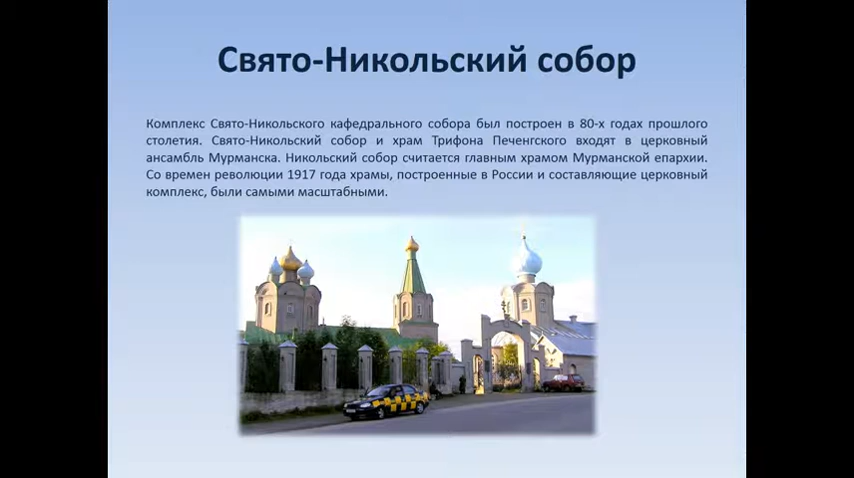 Свято-Никольский собор
Комплекс Свято-Никольского кафедрального собора был построен в 80-х годах прошлого
столетия. Свято-Никольский собор и храм Трифона Печенгского входят в церковный
ансамбль Мурманска. Никольский собор считается главным храмом Мурманской епархии.
Со времен революции 1917 года храмы, построенные в России и составляющие церковный
комплекс, были самыми масштабными.